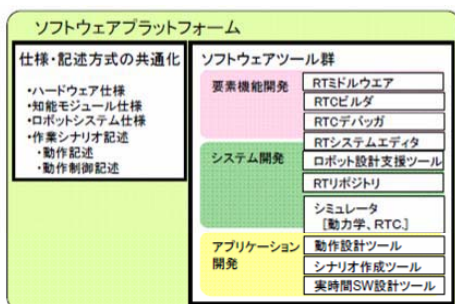 ソフトウェアプラットフォーム
仕様・記述方式の共通化
・ハードウェア仕様
・知能モジュール仕様
・ロボットシステム仕様
・作業シナリオ記述
・動作記述
・動作制御記述
ソフトウェアツール群
要素機能開発
RTミドルウエア
RTCビルダ
RTCデバッガ
RTシステムエディタ
システム開発
ロボット設計支援ツール
RTリポジトリ
シミュレータ
[動力学、RTC.]
アプリケーション
開発
動作設計ツール
シナリオ作成ツール
実時間SW設計ツール